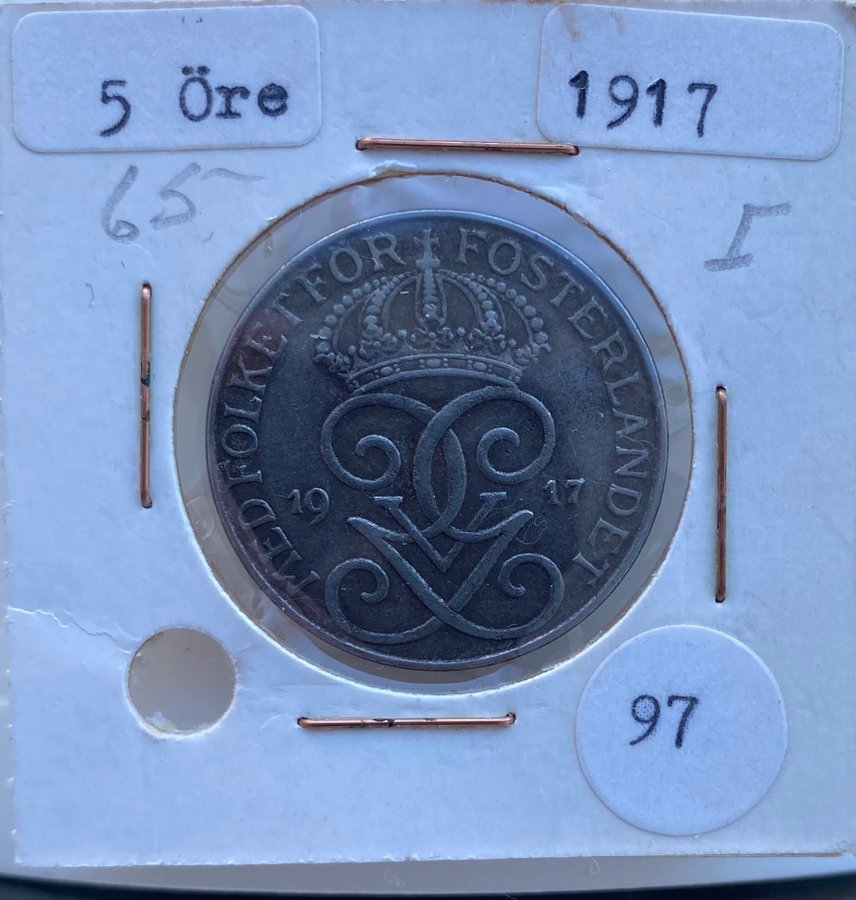 5 Öre
1917
65
I
MED FOLKET FÖR FOSTERLANDET
19 17
97